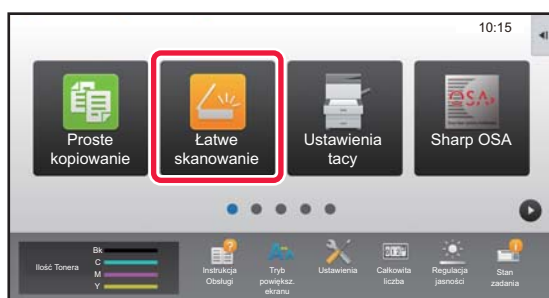 10:15
Proste
kopiowanie
Łatwe
skanowanie
Ustawienia
tacy
OSA
Sharp OSA
Ilość Tonera
Bk
C
M
Y
Instrukcja
Obsługi
Tryb
powiększ.
ekranu
Ustawienia
Całkowita
liczba
Regulacja
jasności
Stan
zadania